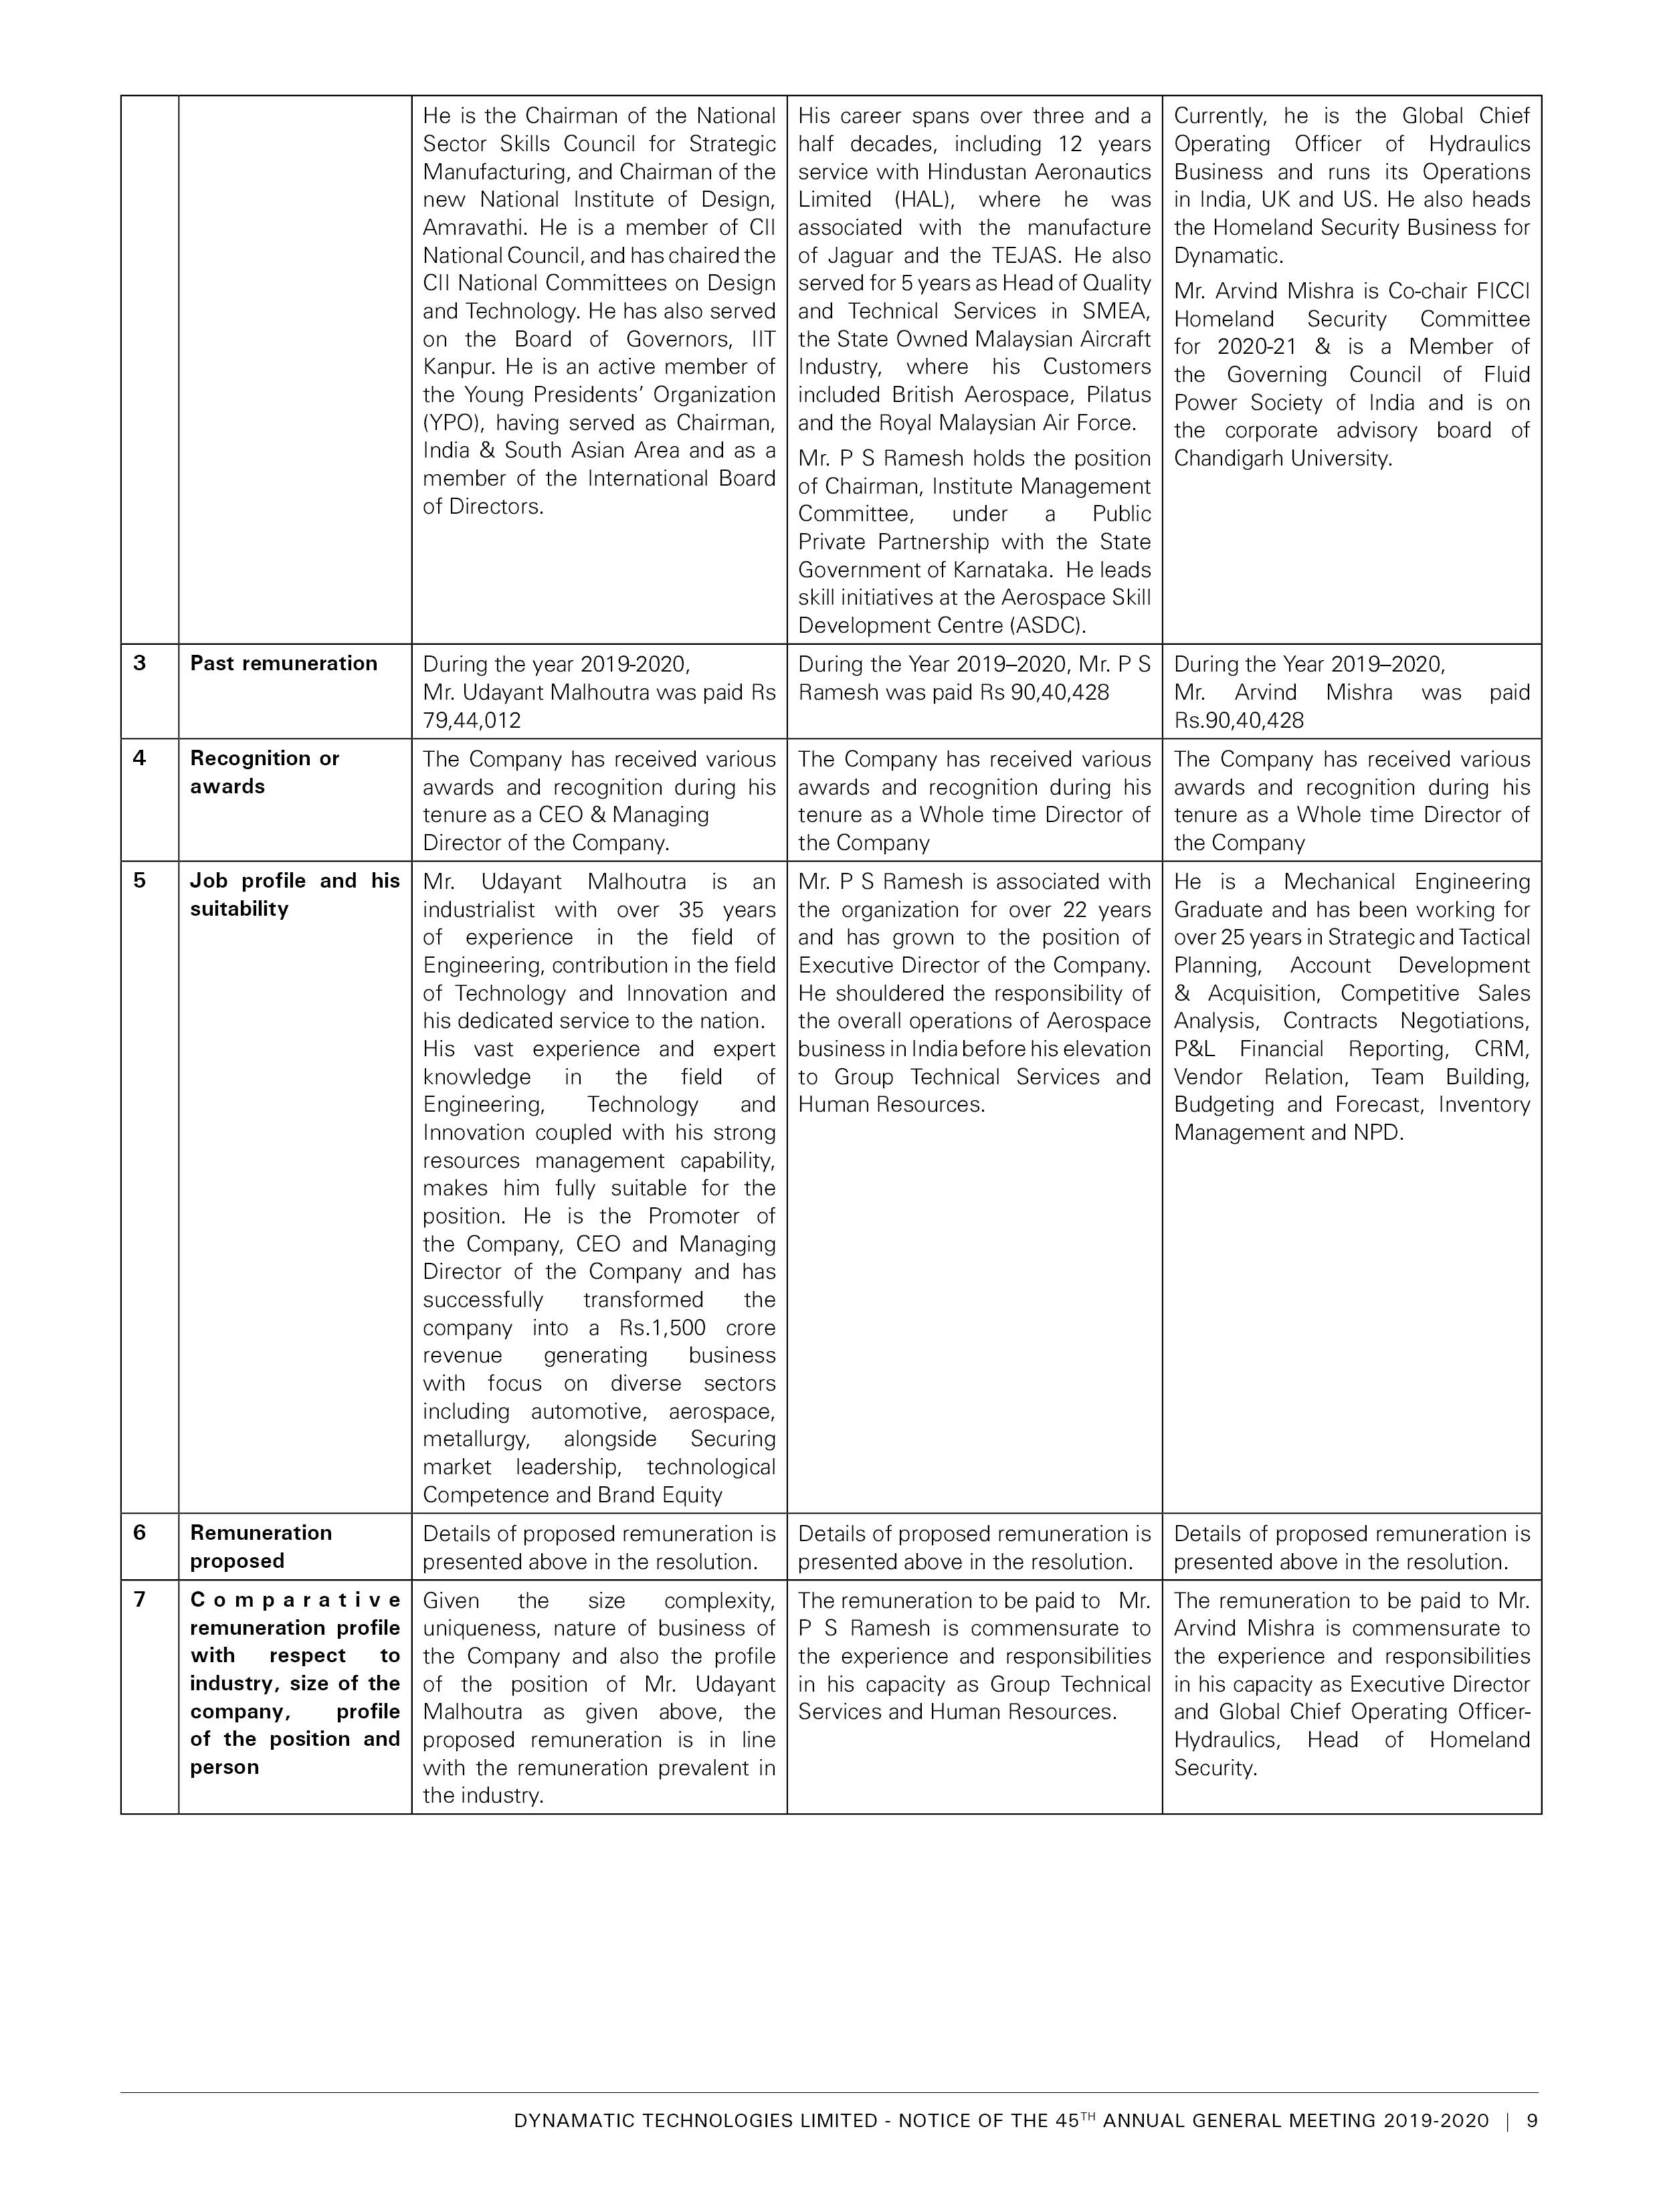 He is the Chairman of the National
Sector Skills Council for Strategic
Manufacturing, and Chairman of the
new National Institute of Design,
Amravathi. He is a member of CII
National Council, and has chaired the
CII National Committees on Design
and Technology. He has also served
on the Board of Governors, IIT
Kanpur. He is an active member of
the Young Presidents’ Organization
(YPO), having served as Chairman,
India & South Asian Area and as a
member of the International Board
of Directors.
His career spans over three and a
half decades, including 12 years
service with Hindustan Aeronautics
Limited (HAL), where he was
associated with the manufacture
of Jaguar and the TEJAS. He also
served for 5 years as Head of Quality
and Technical Services in SMEA,
the State Owned Malaysian Aircraft
Industry, where his Customers
included British Aerospace, Pilatus
and the Royal Malaysian Air Force.
Mr. P S Ramesh holds the position
of Chairman, Institute Management
Committee, under a Public
Private Partnership with the State
Government of Karnataka. He leads
skill initiatives at the Aerospace Skill
Development Centre (ASDC).
Currently, he is the Global Chief
Operating Officer of Hydraulics
Business and runs its Operations
in India, UK and US. He also heads
the Homeland Security Business for
Dynamatic.
Mr. Arvind Mishra is Co-chair FICCI
Homeland Security Committee
for 2020-21 & is a Member of
the Governing Council of Fluid
Power Society of India and is on
the corporate advisory board of
Chandigarh University.
3
Past remuneration
During the year 2019-2020,
Mr. Udayant Malhoutra was paid Rs
79,44,012
During the Year 2019–2020, Mr. P S
Ramesh was paid Rs 90,40,428
During the Year 2019–2020,
Mr. Arvind Mishra was paid
Rs.90,40,428
4
Recognition or
awards
The Company has received various
awards and recognition during his
tenure as a CEO & Managing
Director of the Company.
The Company has received various
awards and recognition during his
tenure as a Whole time Director of
the Company
The Company has received various
awards and recognition during his
tenure as a Whole time Director of
the Company
5
Job profile and his
suitability
Mr. Udayant Malhoutra is an
industrialist with over 35 years
of experience in the field of
Engineering, contribution in the field
of Technology and Innovation and
his dedicated service to the nation.
His vast experience and expert
knowledge in the field of
Engineering, Technology and
Innovation coupled with his strong
resources management capability,
makes him fully suitable for the
position. He is the Promoter of
the Company, CEO and Managing
Director of the Company and has
successfully transformed the
company into a Rs.1,500 crore
revenue generating business
with focus on diverse sectors
including automotive, aerospace,
metallurgy, alongside Securing
market leadership, technological
Competence and Brand Equity
Mr. P S Ramesh is associated with
the organization for over 22 years
and has grown to the position of
Executive Director of the Company.
He shouldered the responsibility of
the overall operations of Aerospace
business in India before his elevation
to Group Technical Services and
Human Resources.
He is a Mechanical Engineering
Graduate and has been working for
over 25 years in Strategic and Tactical
Planning, Account Development
& Acquisition, Competitive Sales
Analysis, Contracts Negotiations,
P&L Financial Reporting, CRM,
Vendor Relation, Team Building,
Budgeting and Forecast, Inventory
Management and NPD.
6
Remuneration
proposed
Details of proposed remuneration is
presented above in the resolution.
Details of proposed remuneration is
presented above in the resolution.
Details of proposed remuneration is
presented above in the resolution.
7
Comparative
remuneration profile
with respect to
industry, size of the
company, profile
of the position and
person
Given the size complexity,
uniqueness, nature of business of
the Company and also the profile
of the position of Mr. Udayant
Malhoutra as given above, the
proposed remuneration is in line
with the remuneration prevalent in
the industry.
The remuneration to be paid to Mr.
P S Ramesh is commensurate to
the experience and responsibilities
in his capacity as Group Technical
Services and Human Resources.
The remuneration to be paid to Mr.
Arvind Mishra is commensurate to
the experience and responsibilities
in his capacity as Executive Director
and Global Chief Operating Officer-
Hydraulics, Head of Homeland
Security.
DYNAMATIC TECHNOLOGIES LIMITED - NOTICE OF THE 45TH ANNUAL GENERAL MEETING 2019-2020 | 9